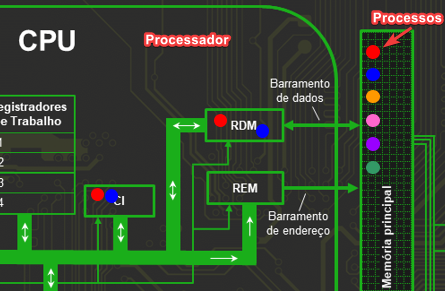 CPU
Processador
Processos
Barramento
de dados
egistradores
e Trabalho
1
2
3
4
RDM
CI
REM
Barramento
de endereço
Memória principal